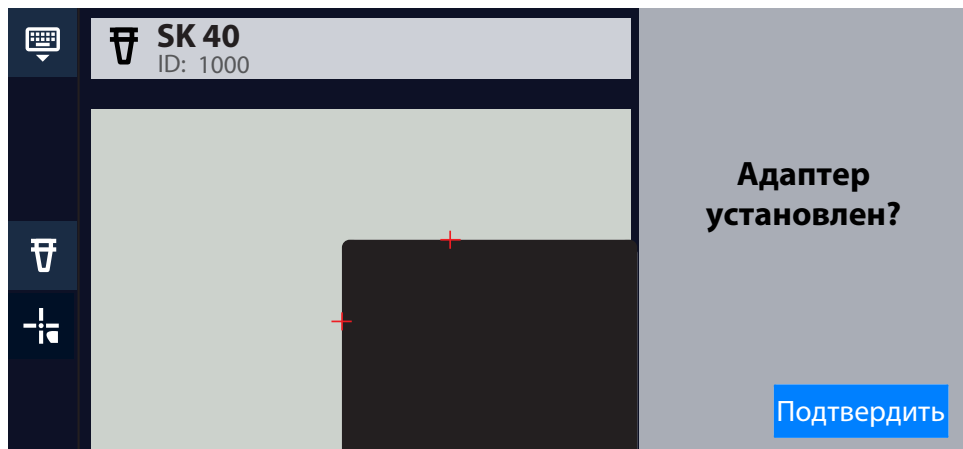 SK 40
ID: 1000
Адаптер
установлен?
Подтвердить